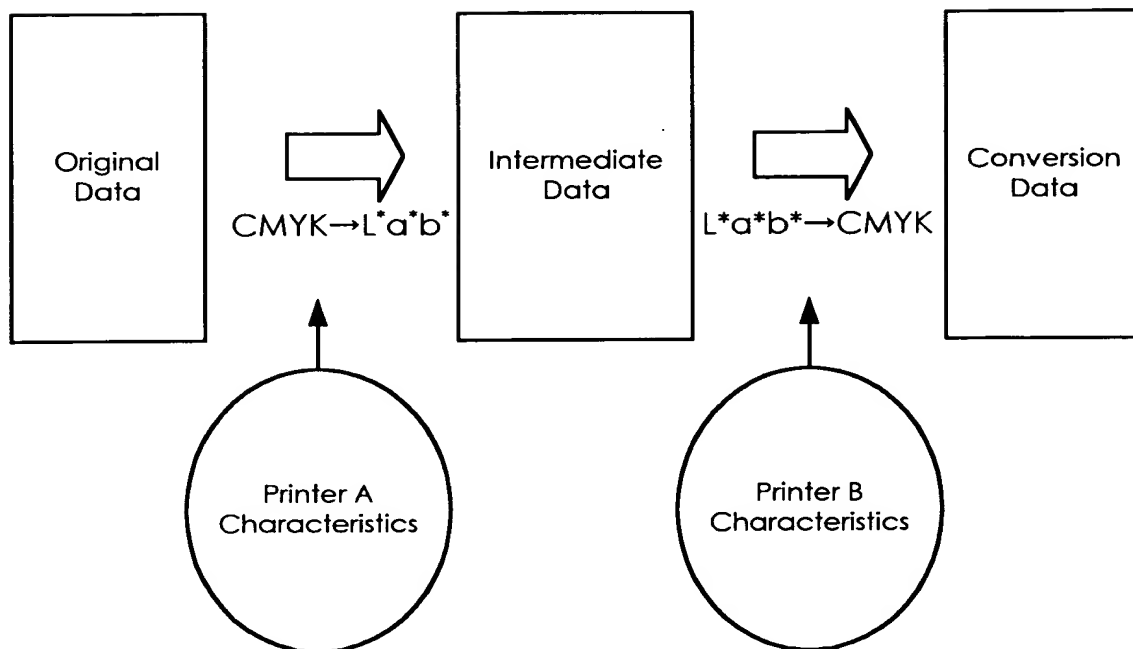 Original
Data
CMYK→L*a*b*
Intermediate
Data
L*a*b*→CMYK
Conversion
Data
Printer A
Characteristics
Printer B
Characteristics